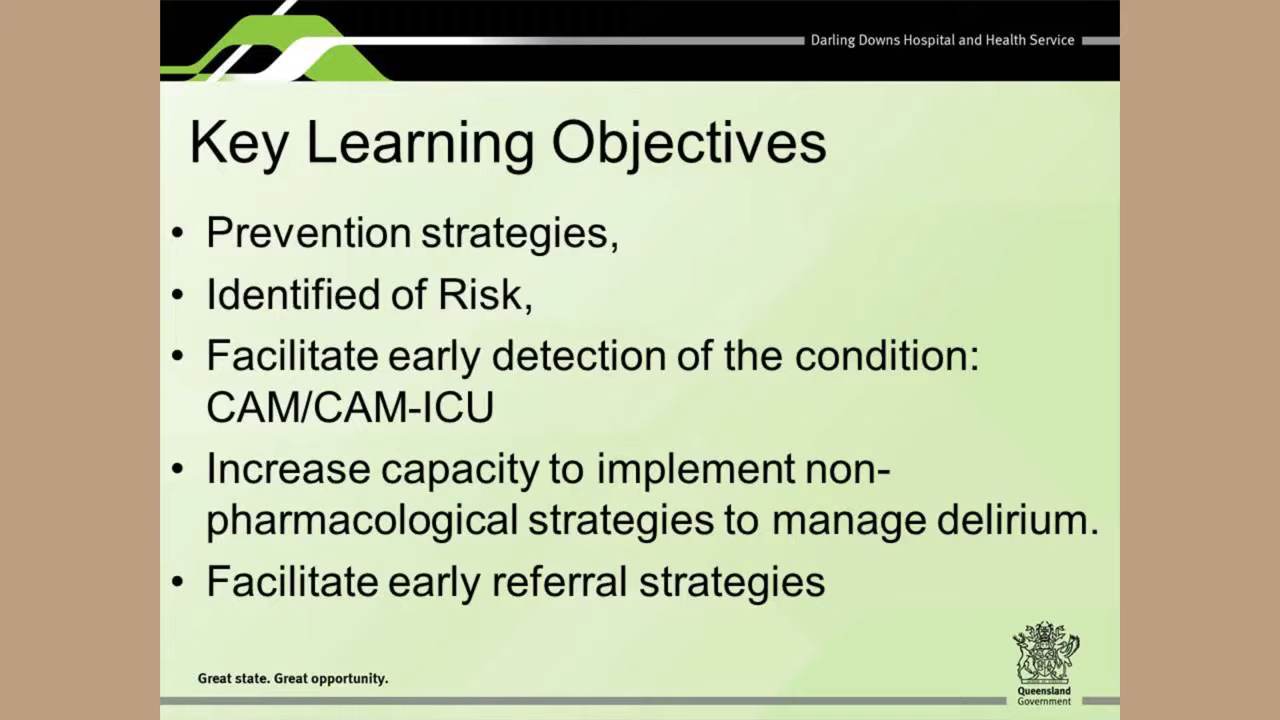 Darling Downs Hospital and Health Service
Key Learning Objectives
• Prevention strategies,
• Identified of Risk,
• Facilitate early detection of the condition:
CAM/CAM-ICU
• Increase capacity to implement non-
pharmacological strategies to manage delirium.
• Facilitate early referral strategies
Great state. Great opportunity.
Queensland
Government